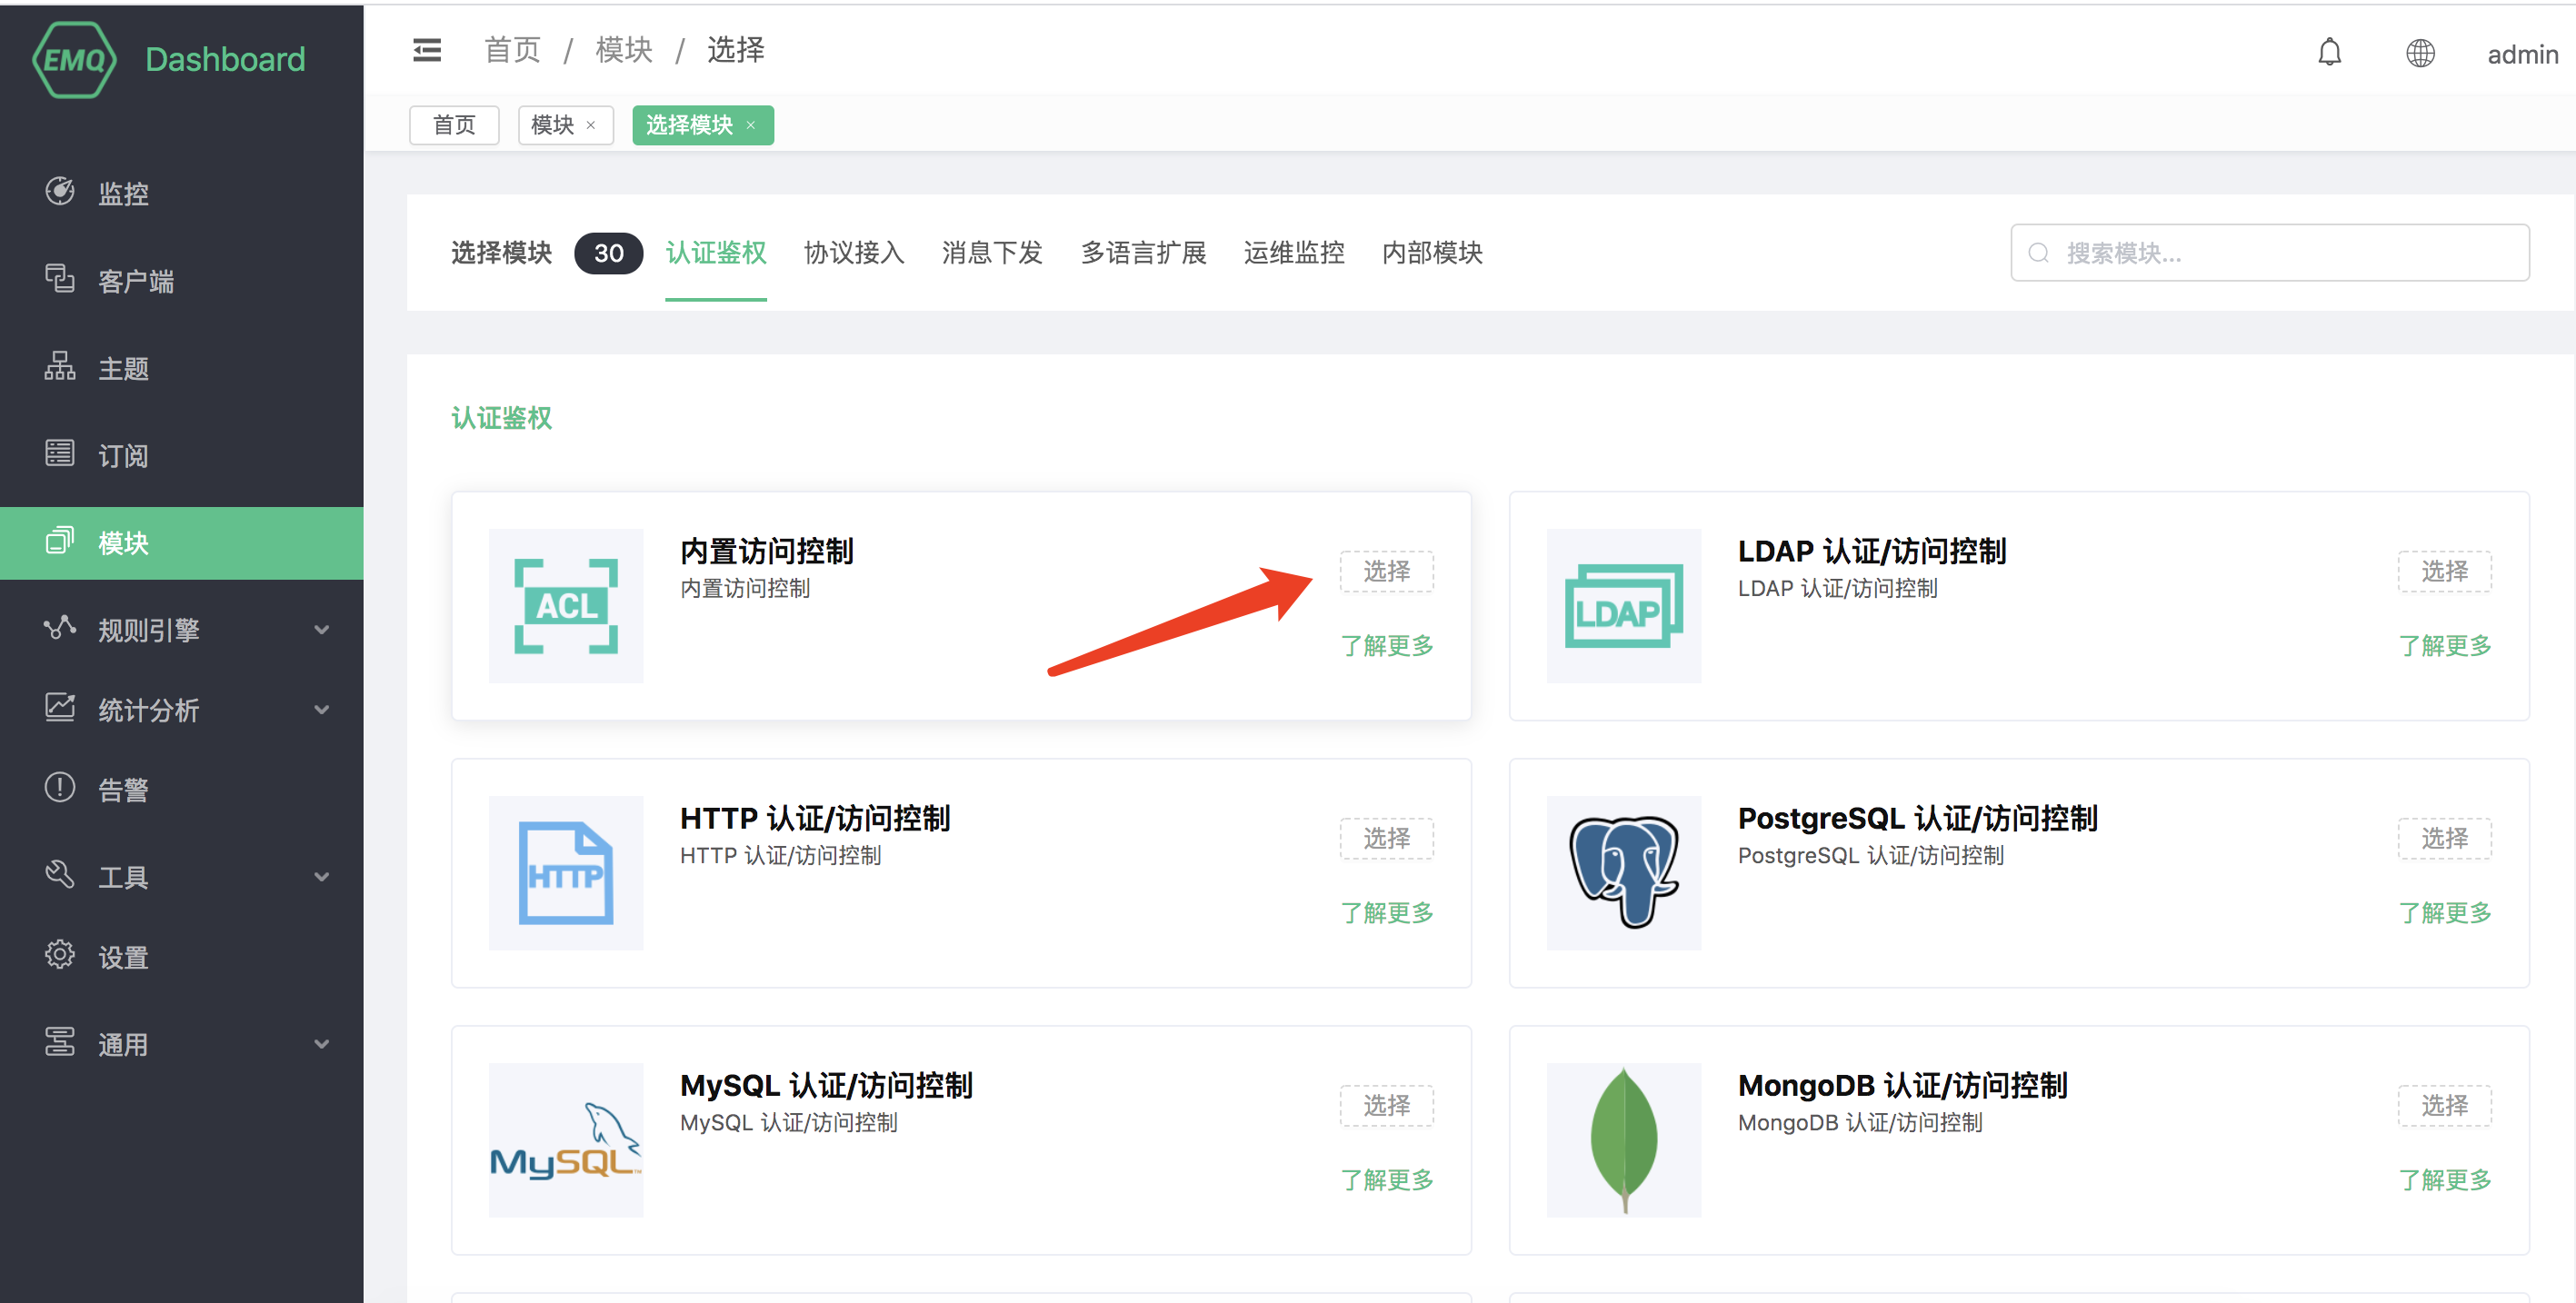 EMQ Dashboard
监控
客户端
主题
订阅
模块
规则引擎
统计分析
告警
工具
设置
通用
首页 / 模块 / 选择
admin
首页 模块 × 选择模块 ×
选择模块 30 认证鉴权 协议接入 消息下发 多语言扩展 运维监控 内部模块 搜索模块...
认证鉴权
ACL
内置访问控制
内置访问控制
选择
了解更多
LDAP
LDAP 认证/访问控制
LDAP 认证/访问控制
选择
了解更多
HTTP
HTTP 认证/访问控制
HTTP 认证/访问控制
选择
了解更多
PostgreSQL 认证/访问控制
PostgreSQL 认证/访问控制
选择
了解更多
MySQL
MySQL 认证/访问控制
MySQL 认证/访问控制
选择
了解更多
MongoDB 认证/访问控制
MongoDB 认证/访问控制
选择
了解更多